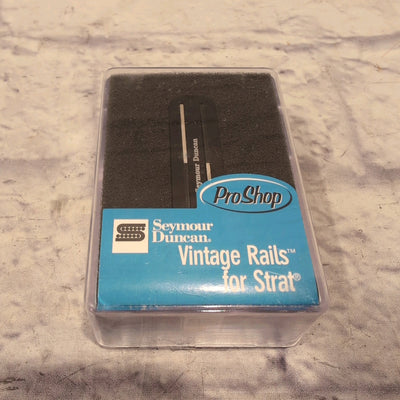 Seymour Duncan
ProShop
Seymour
Duncan®
Vintage Rails™
for Strat®